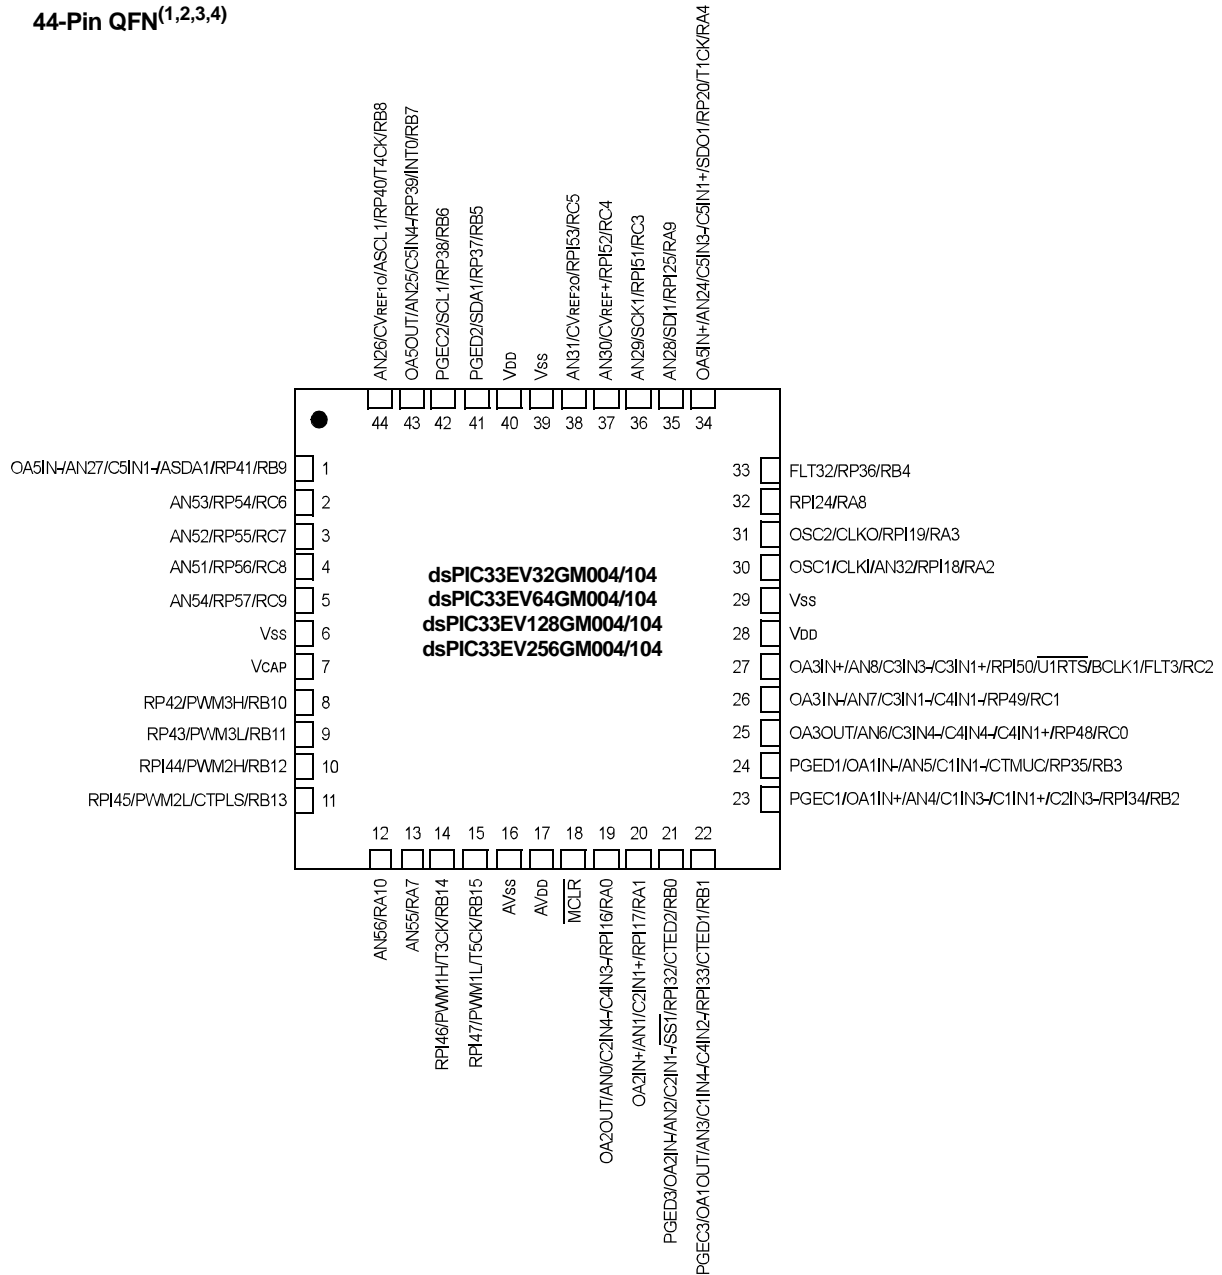 44-Pin QFN(1,2,3,4)
AN26/CVREF1O/ASCL1/RP40/T4CK/RB8
OA5OUT/AN25/C5IN4-/RP39/INT0/RB7
PGEC2/SCL1/RP38/RB6
PGED2/SDA1/RP37/RB5
VDD
VSS
AN31/CVREF2O/RPI53/RC5
AN30/CVREF+/RPI52/RC4
AN29/SCK1/RPI51/RC3
AN28/SDI1/RPI25/RA9
OA5IN+/AN24/C5IN3-/C5IN1+/SDO1/RP20/T1CK/RA4
44 43 42 41 40 39 38 37 36 35 34
OA5IN-/AN27/C5IN1-/ASDA1/RP41/RB9 1
AN53/RP54/RC6 2
AN52/RP55/RC7 3
AN51/RP56/RC8 4
AN54/RP57/RC9 5
VSS 6
VCAP 7
RP42/PWM3H/RB10 8
RP43/PWM3L/RB11 9
RPI44/PWM2H/RB12 10
RPI45/PWM2L/CTPLS/RB13 11
dsPIC33EV32GM004/104
dsPIC33EV64GM004/104
dsPIC33EV128GM004/104
dsPIC33EV256GM004/104
33 FLT32/RP36/RB4
32 RPI24/RA8
31 OSC2/CLKO/RPI19/RA3
30 OSC1/CLKI/AN32/RPI18/RA2
29 VSS
28 VDD
27 OA3IN+/AN8/C3IN3-/C3IN1+/RPI50/U1RTS/BCLK1/FLT3/RC2
26 OA3IN-/AN7/C3IN1-/C4IN1-/RP49/RC1
25 OA3OUT/AN6/C3IN4-/C4IN4-/C4IN1+/RP48/RC0
24 PGED1/OA1IN-/AN5/C1IN1-/CTMUC/RP35/RB3
23 PGEC1/OA1IN+/AN4/C1IN3-/C1IN1+/C2IN3-/RPI34/RB2
12 13 14 15 16 17 18 19 20 21 22
AN56/RA10
AN55/RA7
RPI46/PWM1H/T3CK/RB14
RPI47/PWM1L/T5CK/RB15
AVSS
AVDD
MCLR
OA2OUT/AN0/C2IN4-/C4IN3-/RPI16/RA0
OA2IN+/AN1/C2IN1+/RPI17/RA1
PGED3/OA2IN-/AN2/C2IN1-/SS1/RPI32/CTED2/RB0
PGEC3/OA1OUT/AN3/C1IN4-/C4IN2-/RPI33/CTED1/RB1